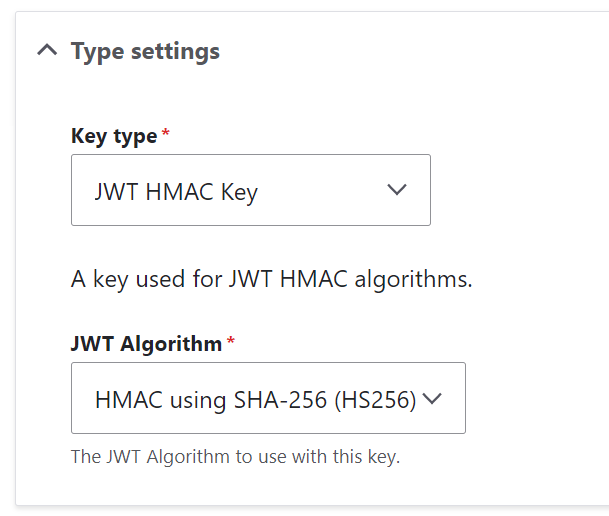 Type settings
Key type*
JWT HMAC Key
A key used for JWT HMAC algorithms.
JWT Algorithm*
HMAC using SHA-256 (HS256)
The JWT Algorithm to use with this key.